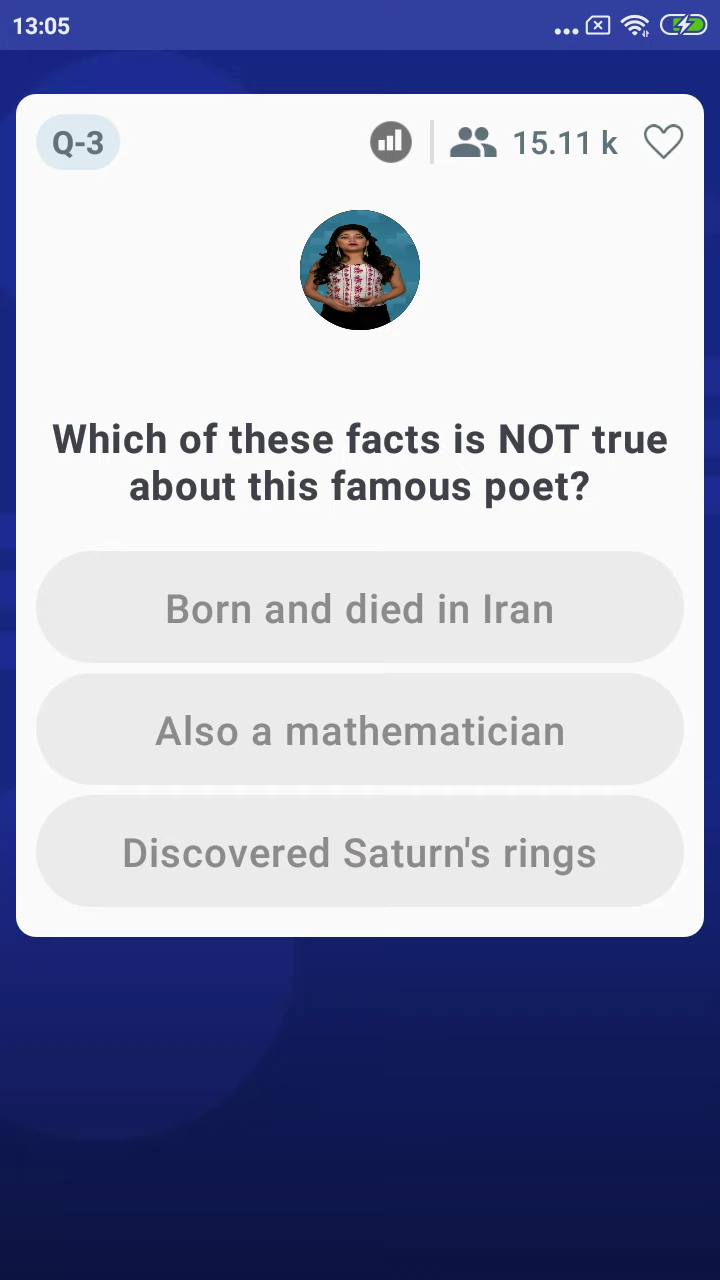 13:05
Q-3
15.11 k
Which of these facts is NOT true
about this famous poet?
Born and died in Iran
Also a mathematician
Discovered Saturn's rings